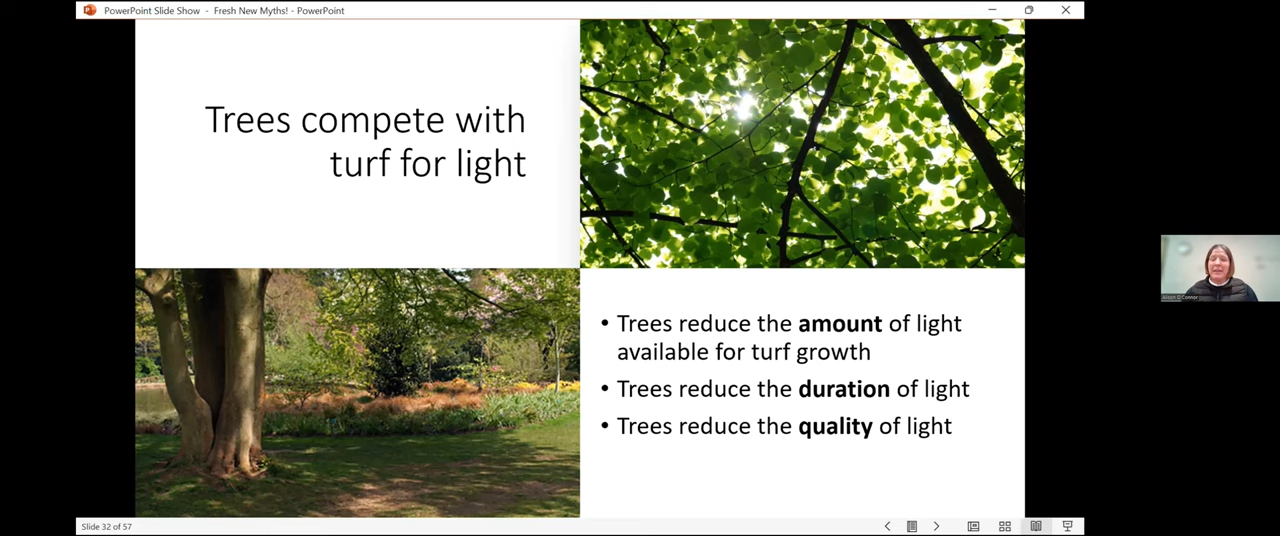 PowerPoint Slide Show - Fresh New Myths! - PowerPoint
Trees compete with
turf for light
• Trees reduce the amount of light
available for turf growth
• Trees reduce the duration of light
• Trees reduce the quality of light
Alison O Connor
Slide 32 of 57